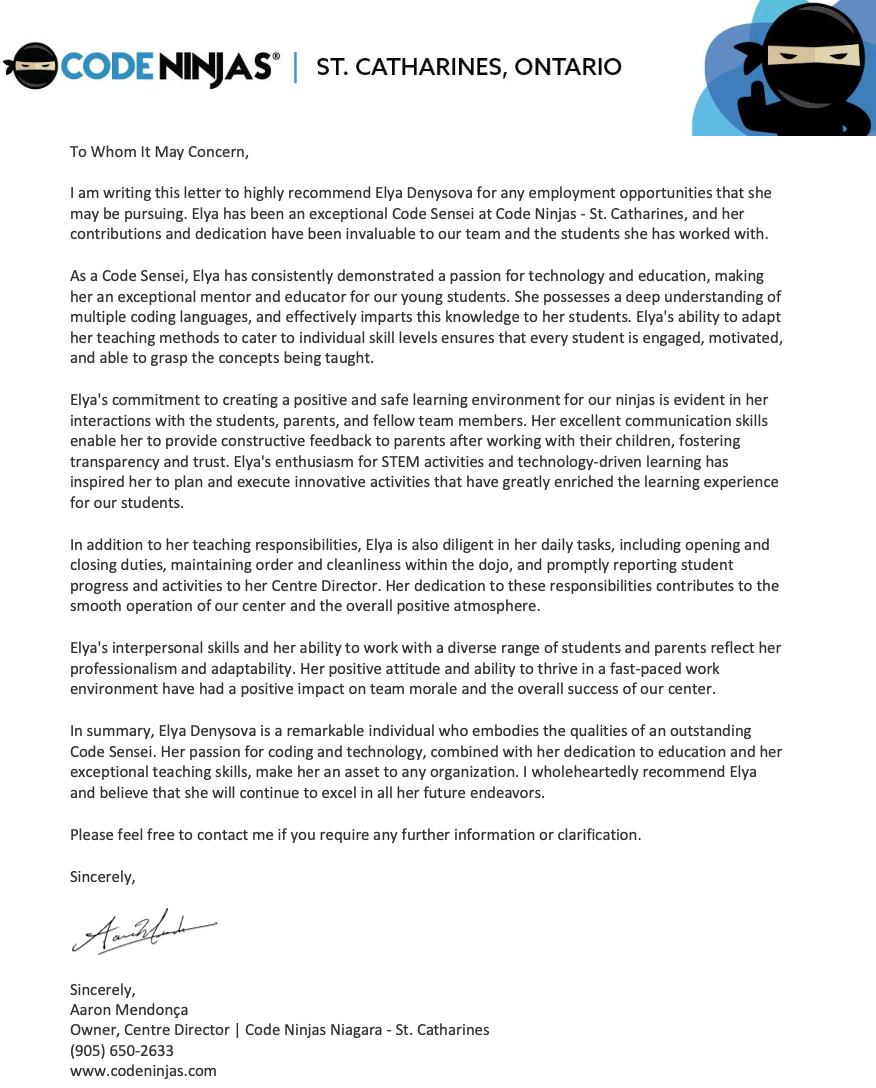 CODE NINJAS® | ST. CATHARINES, ONTARIO
To Whom It May Concern,
I am writing this letter to highly recommend Elya Denysova for any employment opportunities that she
may be pursuing. Elya has been an exceptional Code Sensei at Code Ninjas - St. Catharines, and her
contributions and dedication have been invaluable to our team and the students she has worked with.
As a Code Sensei, Elya has consistently demonstrated a passion for technology and education, making
her an exceptional mentor and educator for our young students. She possesses a deep understanding of
multiple coding languages, and effectively imparts this knowledge to her students. Elya's ability to adapt
her teaching methods to cater to individual skill levels ensures that every student is engaged, motivated,
and able to grasp the concepts being taught.
Elya's commitment to creating a positive and safe learning environment for our ninjas is evident in her
interactions with the students, parents, and fellow team members. Her excellent communication skills
enable her to provide constructive feedback to parents after working with their children, fostering
transparency and trust. Elya's enthusiasm for STEM activities and technology-driven learning has
inspired her to plan and execute innovative activities that have greatly enriched the learning experience
for our students.
In addition to her teaching responsibilities, Elya is also diligent in her daily tasks, including opening and
closing duties, maintaining order and cleanliness within the dojo, and promptly reporting student
progress and activities to her Centre Director. Her dedication to these responsibilities contributes to the
smooth operation of our center and the overall positive atmosphere.
Elya's interpersonal skills and her ability to work with a diverse range of students and parents reflect her
professionalism and adaptability. Her positive attitude and ability to thrive in a fast-paced work
environment have had a positive impact on team morale and the overall success of our center.
In summary, Elya Denysova is a remarkable individual who embodies the qualities of an outstanding
Code Sensei. Her passion for coding and technology, combined with her dedication to education and her
exceptional teaching skills, make her an asset to any organization. I wholeheartedly recommend Elya
and believe that she will continue to excel in all her future endeavors.
Please feel free to contact me if you require any further information or clarification.
Sincerely,
Sincerely,
Aaron Mendonça
Owner, Centre Director | Code Ninjas Niagara - St. Catharines
(905) 650-2633
www.codeninjas.com